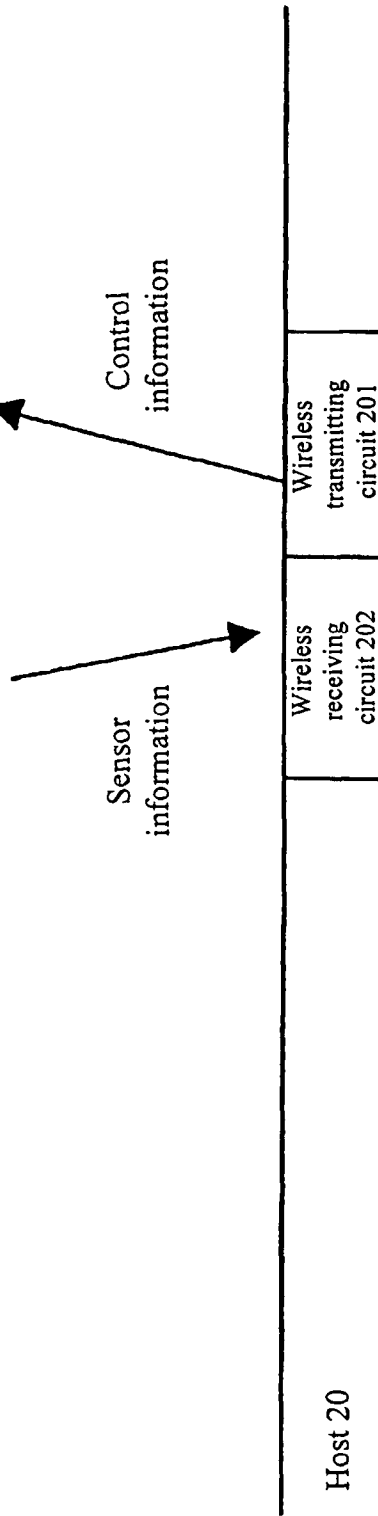 Sensor
information
Control
information
Wireless
receiving
circuit 202
Wireless
transmitting
circuit 201
Host 20